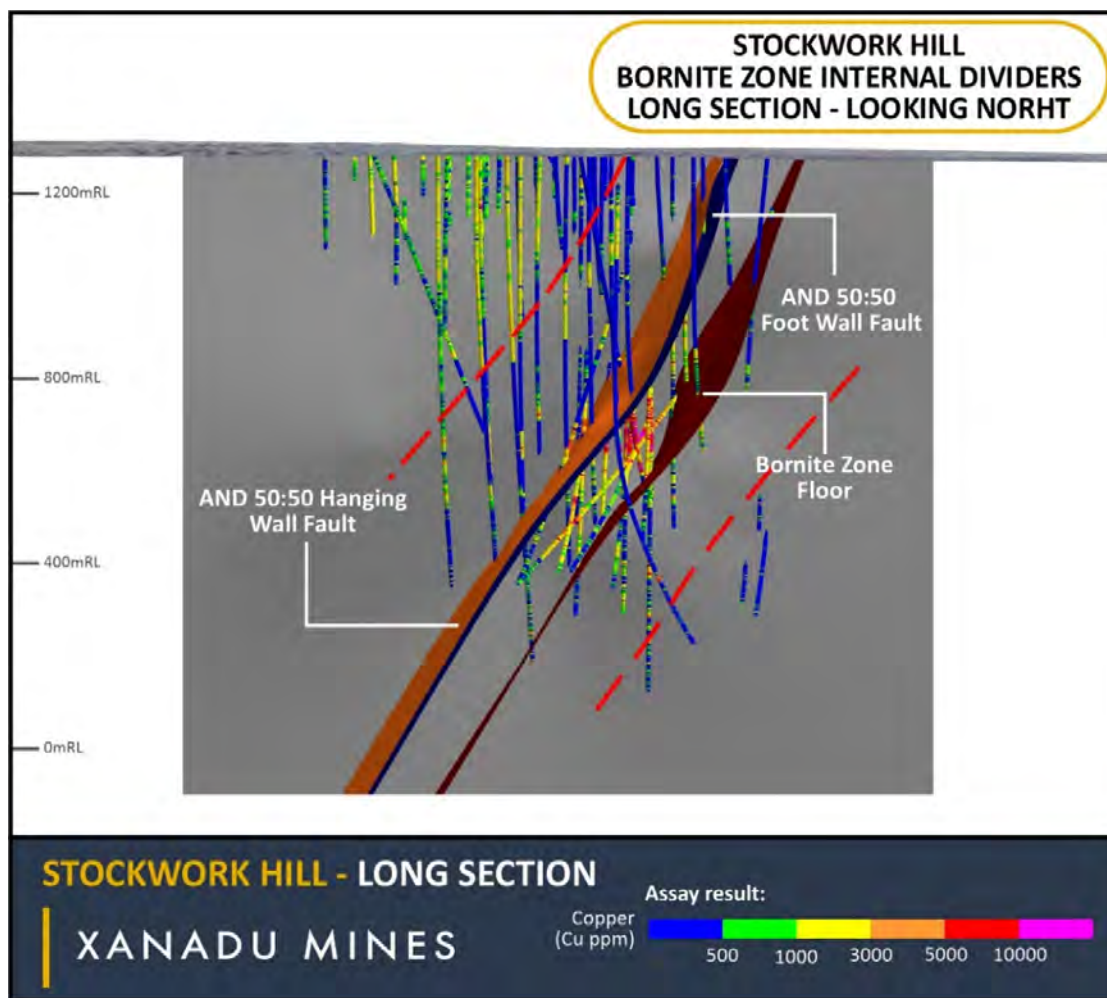 STOCKWORK HILL
BORNITE ZONE INTERNAL DIVIDERS
LONG SECTION - LOOKING NORHT
1200mRL
AND 50:50
Foot Wall Fault
800mRL
Bornite Zone
Floor
AND 50:50 Hanging
Wall Fault
400mRL
0mRL
STOCKWORK HILL - LONG SECTION
XANADU MINES
Assay result:
Copper
(Cu ppm)
500 1000 3000 5000 10000